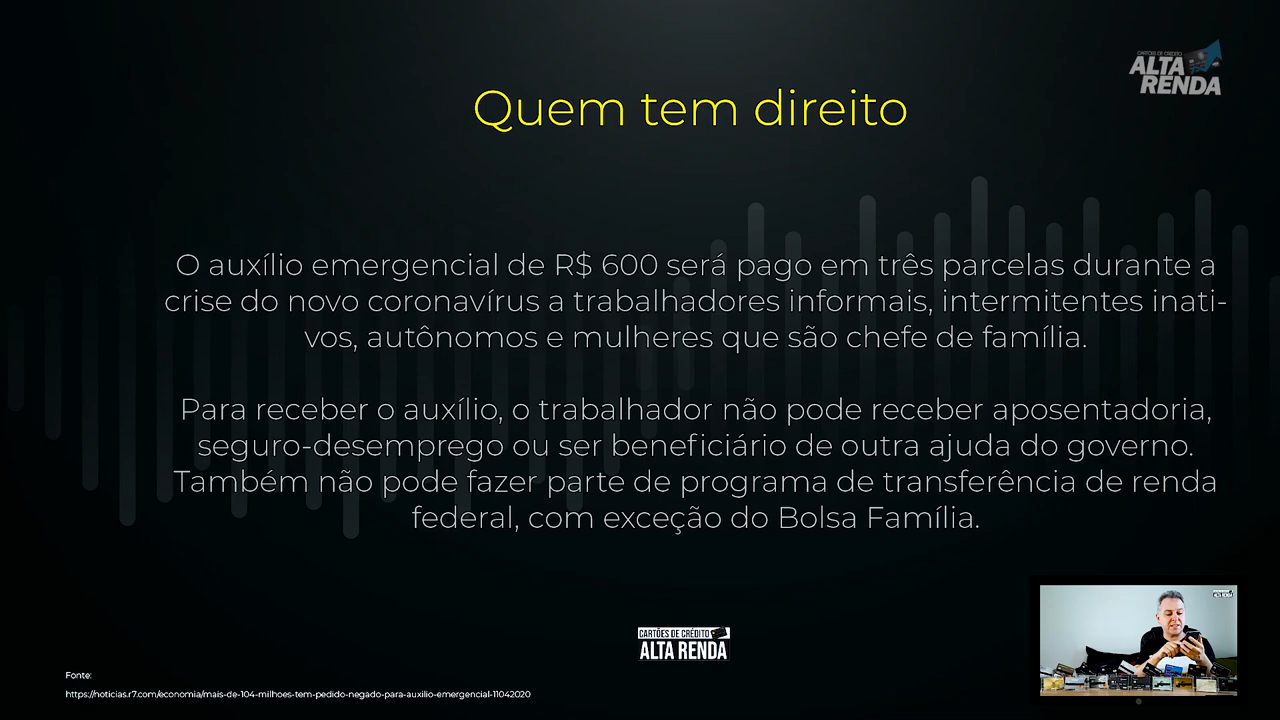 CARTÕES DE CRÉDITO
ALTA
RENDA
Quem tem direito
O auxílio emergencial de R$ 600 será pago em três parcelas durante a
crise do novo coronavírus a trabalhadores informais, intermitentes inati-
vos, autônomos e mulheres que são chefe de família.
Para receber o auxílio, o trabalhador não pode receber aposentadoria,
seguro-desemprego ou ser beneficiário de outra ajuda do governo.
Também não pode fazer parte de programa de transferência de renda
federal, com exceção do Bolsa Família.
CARTÕES DE CRÉDITO
ALTA RENDA
Fonte:
https://noticias.r7.com/economia/mais-de-104-milhoes-tem-pedido-negado-para-auxilio-emergencial-11042020
ALTA RENDA